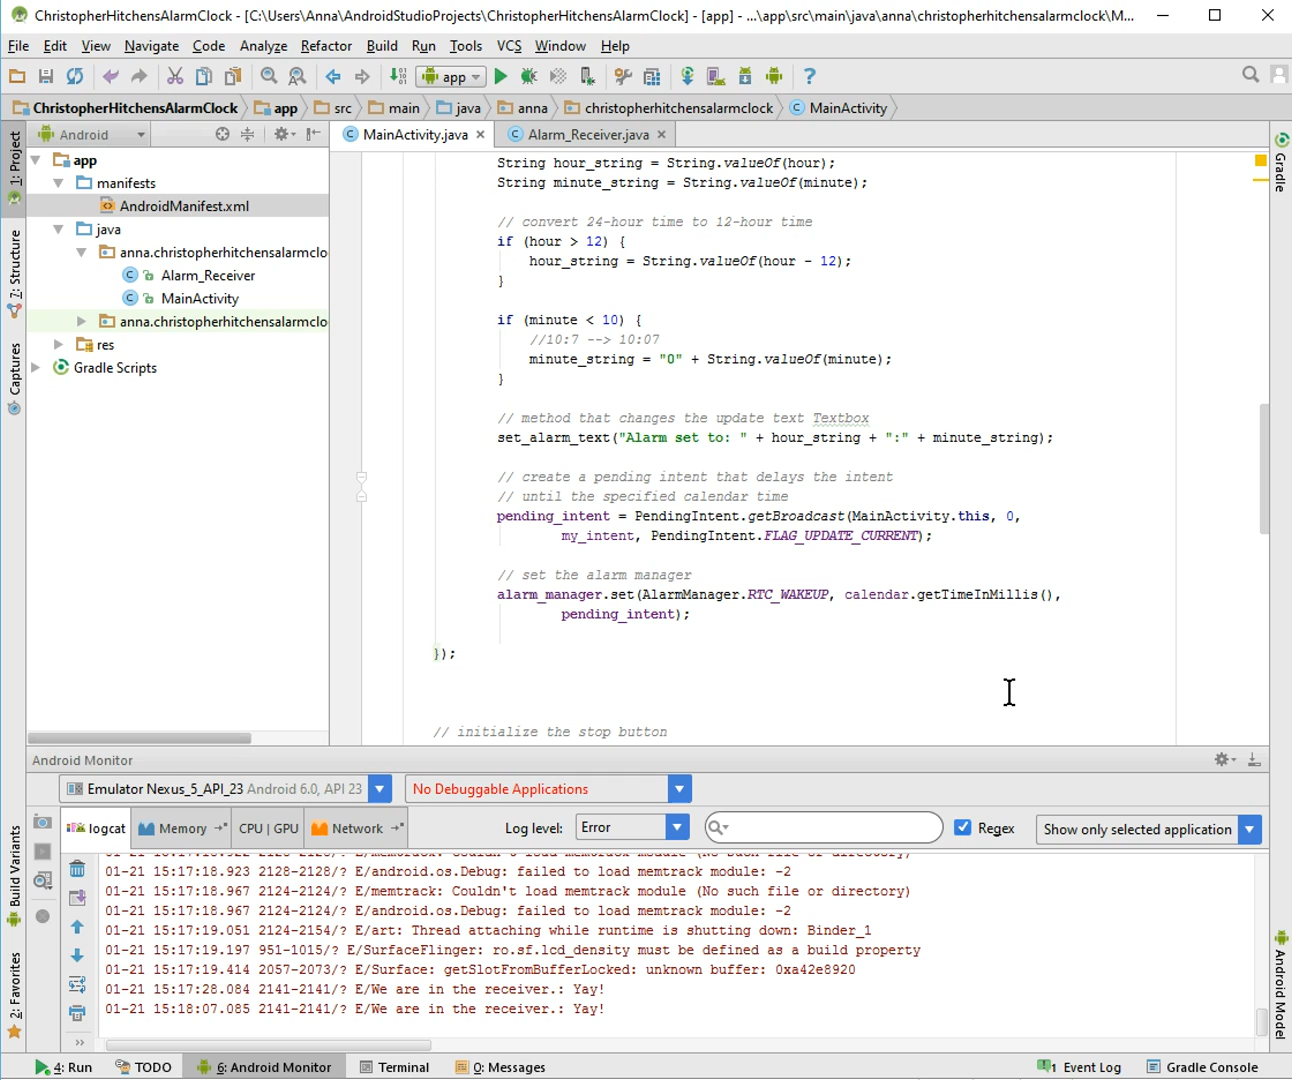 ChristopherHitchensAlarmClock - [C:\Users\Anna\AndroidStudioProjects\ChristopherHitchensAlarmClock] - [app] - ...\app\src\main\java\anna\christopherhitchensalarmclock\M...
File Edit View Navigate Code Analyze Refactor Build Run Tools VCS Window Help
app
ChristopherHitchensAlarmClock app src main java anna christopherhitchensalarmclock MainActivity
1: Project
7: Structure
Captures
Build Variants
2: Favorites
Android
app
manifests
AndroidManifest.xml
java
anna.christopherhitchensalarmclo
Alarm_Receiver
MainActivity
anna.christopherhitchensalarmclo
res
Gradle Scripts
MainActivity.java Alarm_Receiver.java
String hour_string = String.valueOf(hour);
String minute_string = String.valueOf(minute);
// convert 24-hour time to 12-hour time
if (hour > 12) {
hour_string = String.valueOf(hour - 12);
}
if (minute < 10) {
//10:7 --> 10:07
minute_string = "0" + String.valueOf(minute);
}
// method that changes the update text Textbox
set_alarm_text("Alarm set to: " + hour_string + ":" + minute_string);
// create a pending intent that delays the intent
// until the specified calendar time
pending_intent = PendingIntent.getBroadcast(MainActivity.this, 0,
my_intent, PendingIntent.FLAG_UPDATE_CURRENT);
// set the alarm manager
alarm_manager.set(AlarmManager.RTC_WAKEUP, calendar.getTimeInMillis(),
pending_intent);
});
// initialize the stop button
Gradle
Android Model
Android Monitor
Emulator Nexus_5_API_23 Android 6.0, API 23 No Debuggable Applications
logcat Memory CPU | GPU Network Log level: Error Regex Show only selected application
01-21 15:17:18.923 2128-2128/? E/android.os.Debug: failed to load memtrack module: -2
01-21 15:17:18.967 2124-2124/? E/memtrack: Couldn't load memtrack module (No such file or directory)
01-21 15:17:18.967 2124-2124/? E/android.os.Debug: failed to load memtrack module: -2
01-21 15:17:19.051 2124-2154/? E/art: Thread attaching while runtime is shutting down: Binder_1
01-21 15:17:19.197 951-1015/? E/SurfaceFlinger: ro.sf.lcd_density must be defined as a build property
01-21 15:17:19.414 2057-2073/? E/Surface: getSlotFromBufferLocked: unknown buffer: 0xa42e8920
01-21 15:17:28.084 2141-2141/? E/We are in the receiver.: Yay!
01-21 15:18:07.085 2141-2141/? E/We are in the receiver.: Yay!
4: Run TODO 6: Android Monitor Terminal 0: Messages 1 Event Log Gradle Console